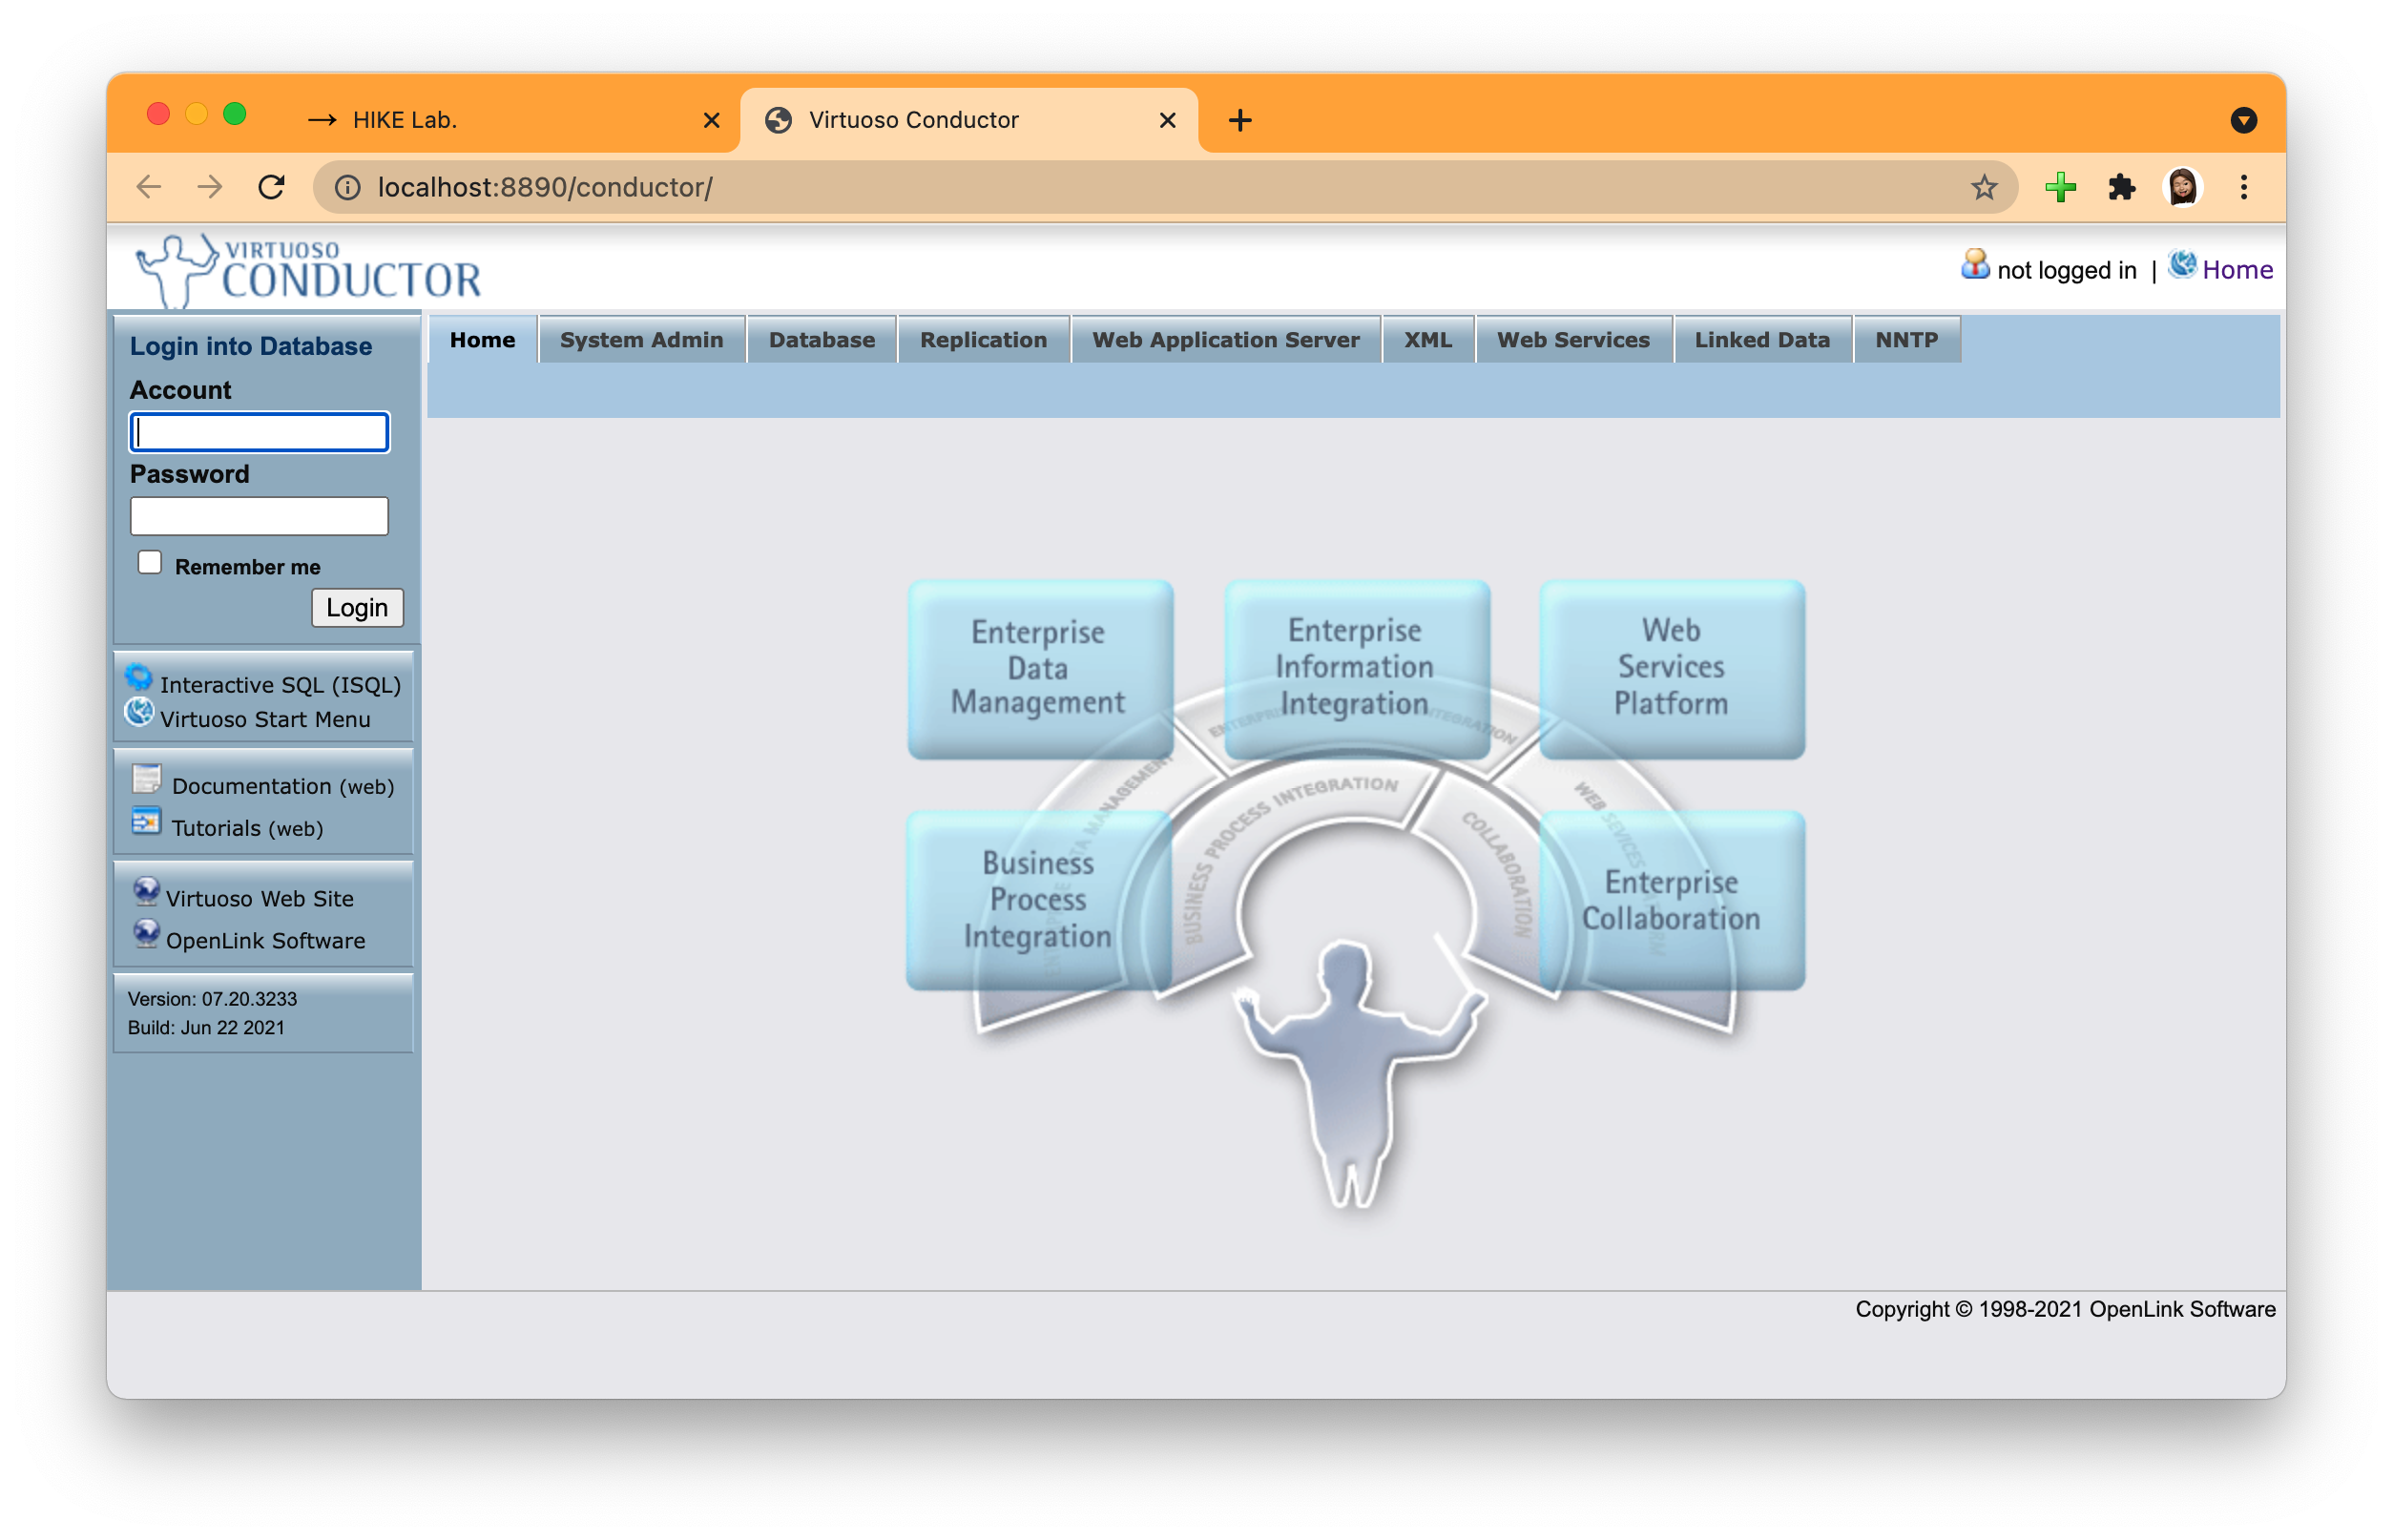 HIKE Lab.
Virtuoso Conductor
localhost:8890/conductor/
VIRTUOSO
CONDUCTOR
not logged in | Home
Login into Database
Account
Password
Remember me
Login
Interactive SQL (ISQL)
Virtuoso Start Menu
Documentation (web)
Tutorials (web)
Virtuoso Web Site
OpenLink Software
Version: 07.20.3233
Build: Jun 22 2021
Home System Admin Database Replication Web Application Server XML Web Services Linked Data NNTP
Enterprise
Data
Management
Enterprise
Information
Integration
Web
Services
Platform
Business
Process
Integration
Enterprise
Collaboration
BUSINESS PROCESS INTEGRATION
COLLABORATION
MANAGEMENT
INTEGRATION
WEB SEVICES
Copyright © 1998-2021 OpenLink Software